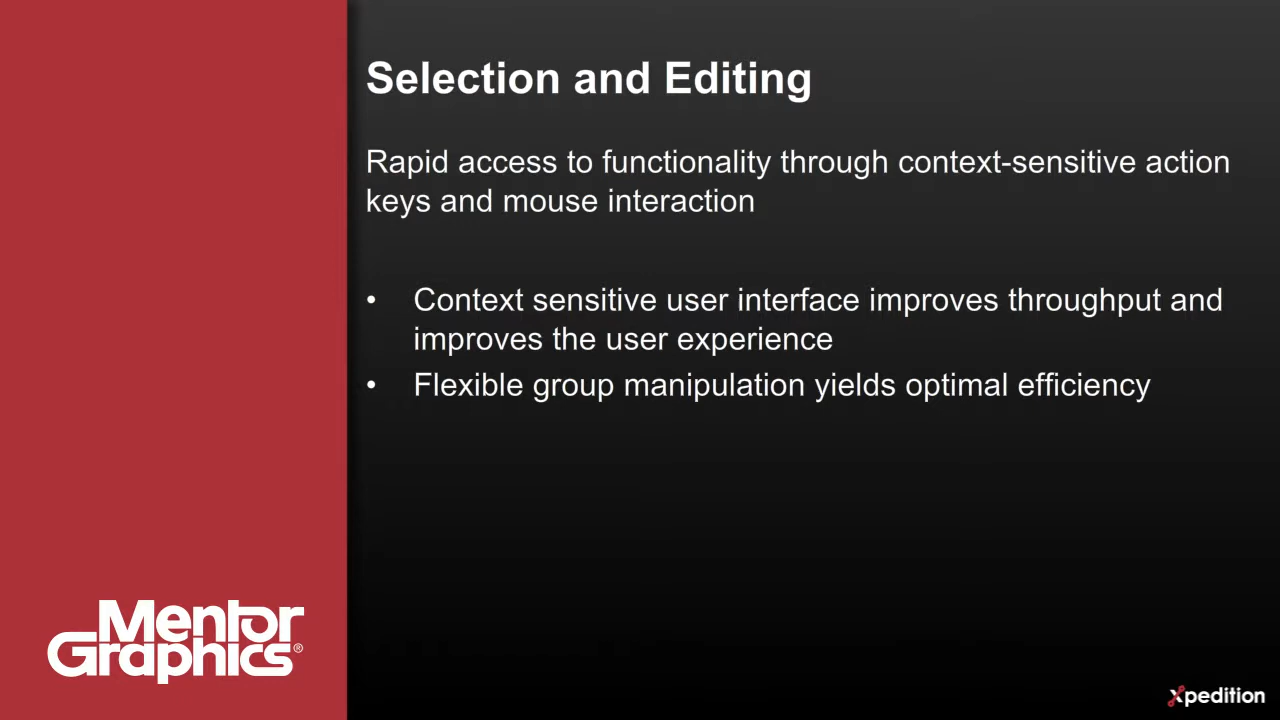 Selection and Editing
Rapid access to functionality through context-sensitive action
keys and mouse interaction
• Context sensitive user interface improves throughput and
improves the user experience
• Flexible group manipulation yields optimal efficiency
Mentor
Graphics®
xpedition